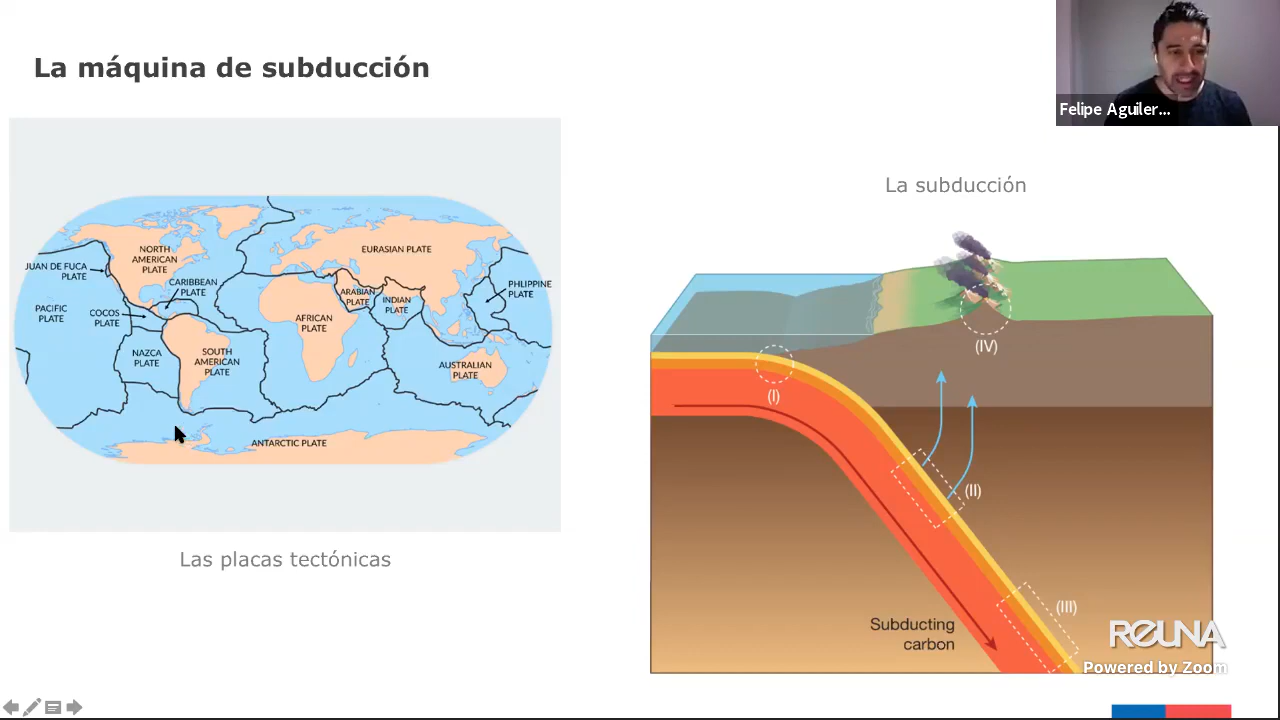 La máquina de subducción
Felipe Aguiler...
La subducción
NORTH
AMERICAN
PLATE
EURASIAN PLATE
JUAN DE FUCA
PLATE
CARIBBEAN
PLATE
ARABIAN
PLATE
INDIAN
PLATE
PHLIPPINE
PLATE
PACIFIC
PLATE
COCOS
PLATE
AFRICAN
PLATE
NAZCA
PLATE
SOUTH
AMERICAN
PLATE
AUSTRALIAN
PLATE
ANTARCTIC PLATE
Las placas tectónicas
(IV)
(I)
(II)
(III)
Subducting
carbon
REUNA
Powered by Zoom